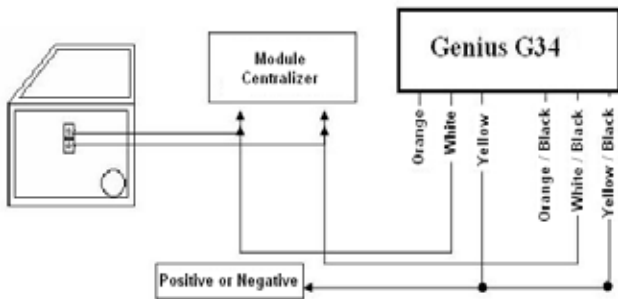 Module
Centralizer
Genius G34
Orange
White
Yellow
Orange / Black
White / Black
Yellow / Black
Positive or Negative